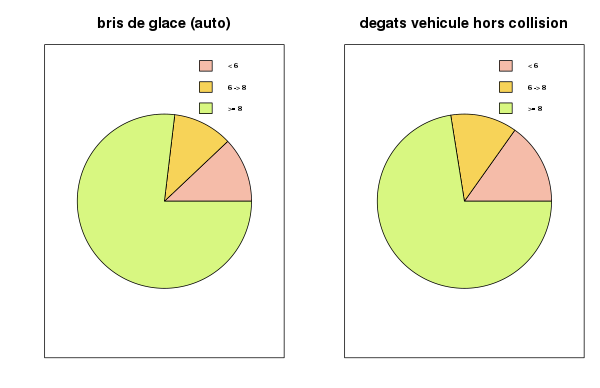 bris de glace (auto)
< 6
6 -> 8
>= 8
degats vehicule hors collision
< 6
6 -> 8
>= 8